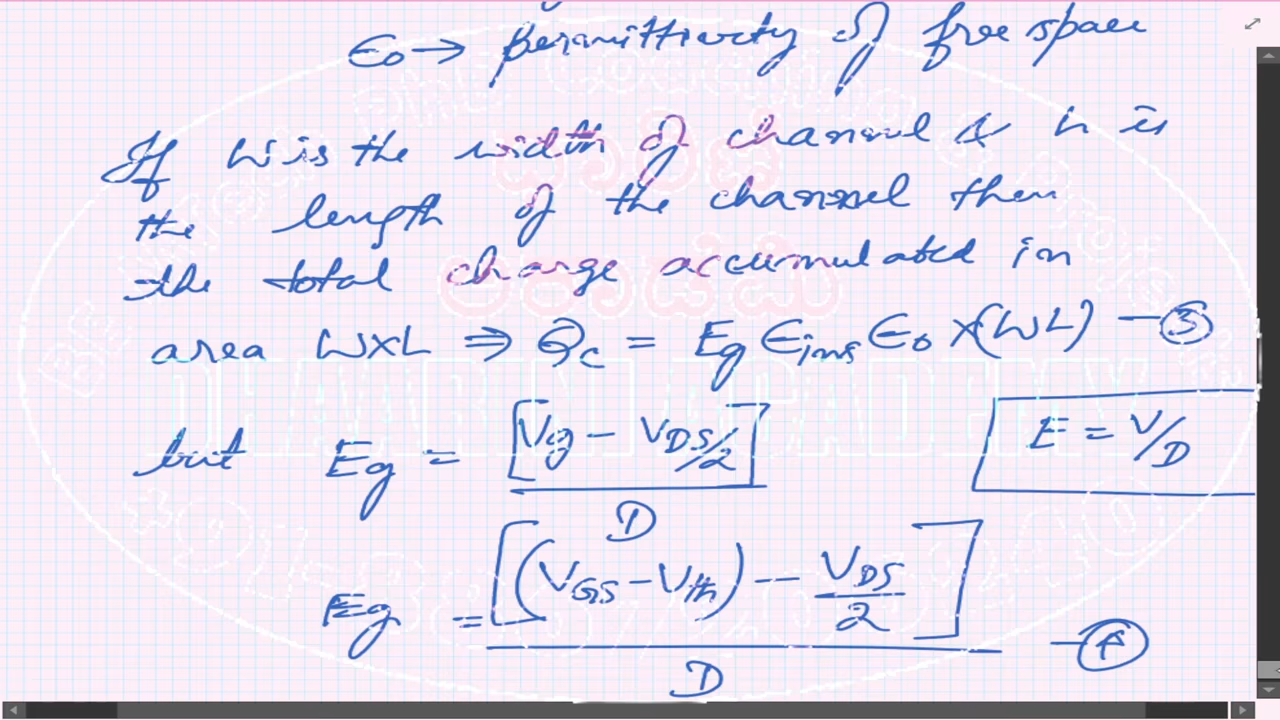 ϵ₀ → permittivity of free space
If W is the width of channel & L is
the length of the channel then
the total charge accumulated in
area W×L ⇒ Qc = Eg ϵins ϵ₀ ×(WL) — ③
but Eg = [Vg − VDS/2] / D
E = V/D
Eg = [(VGS − Vth) − VDS/2] / D — ④